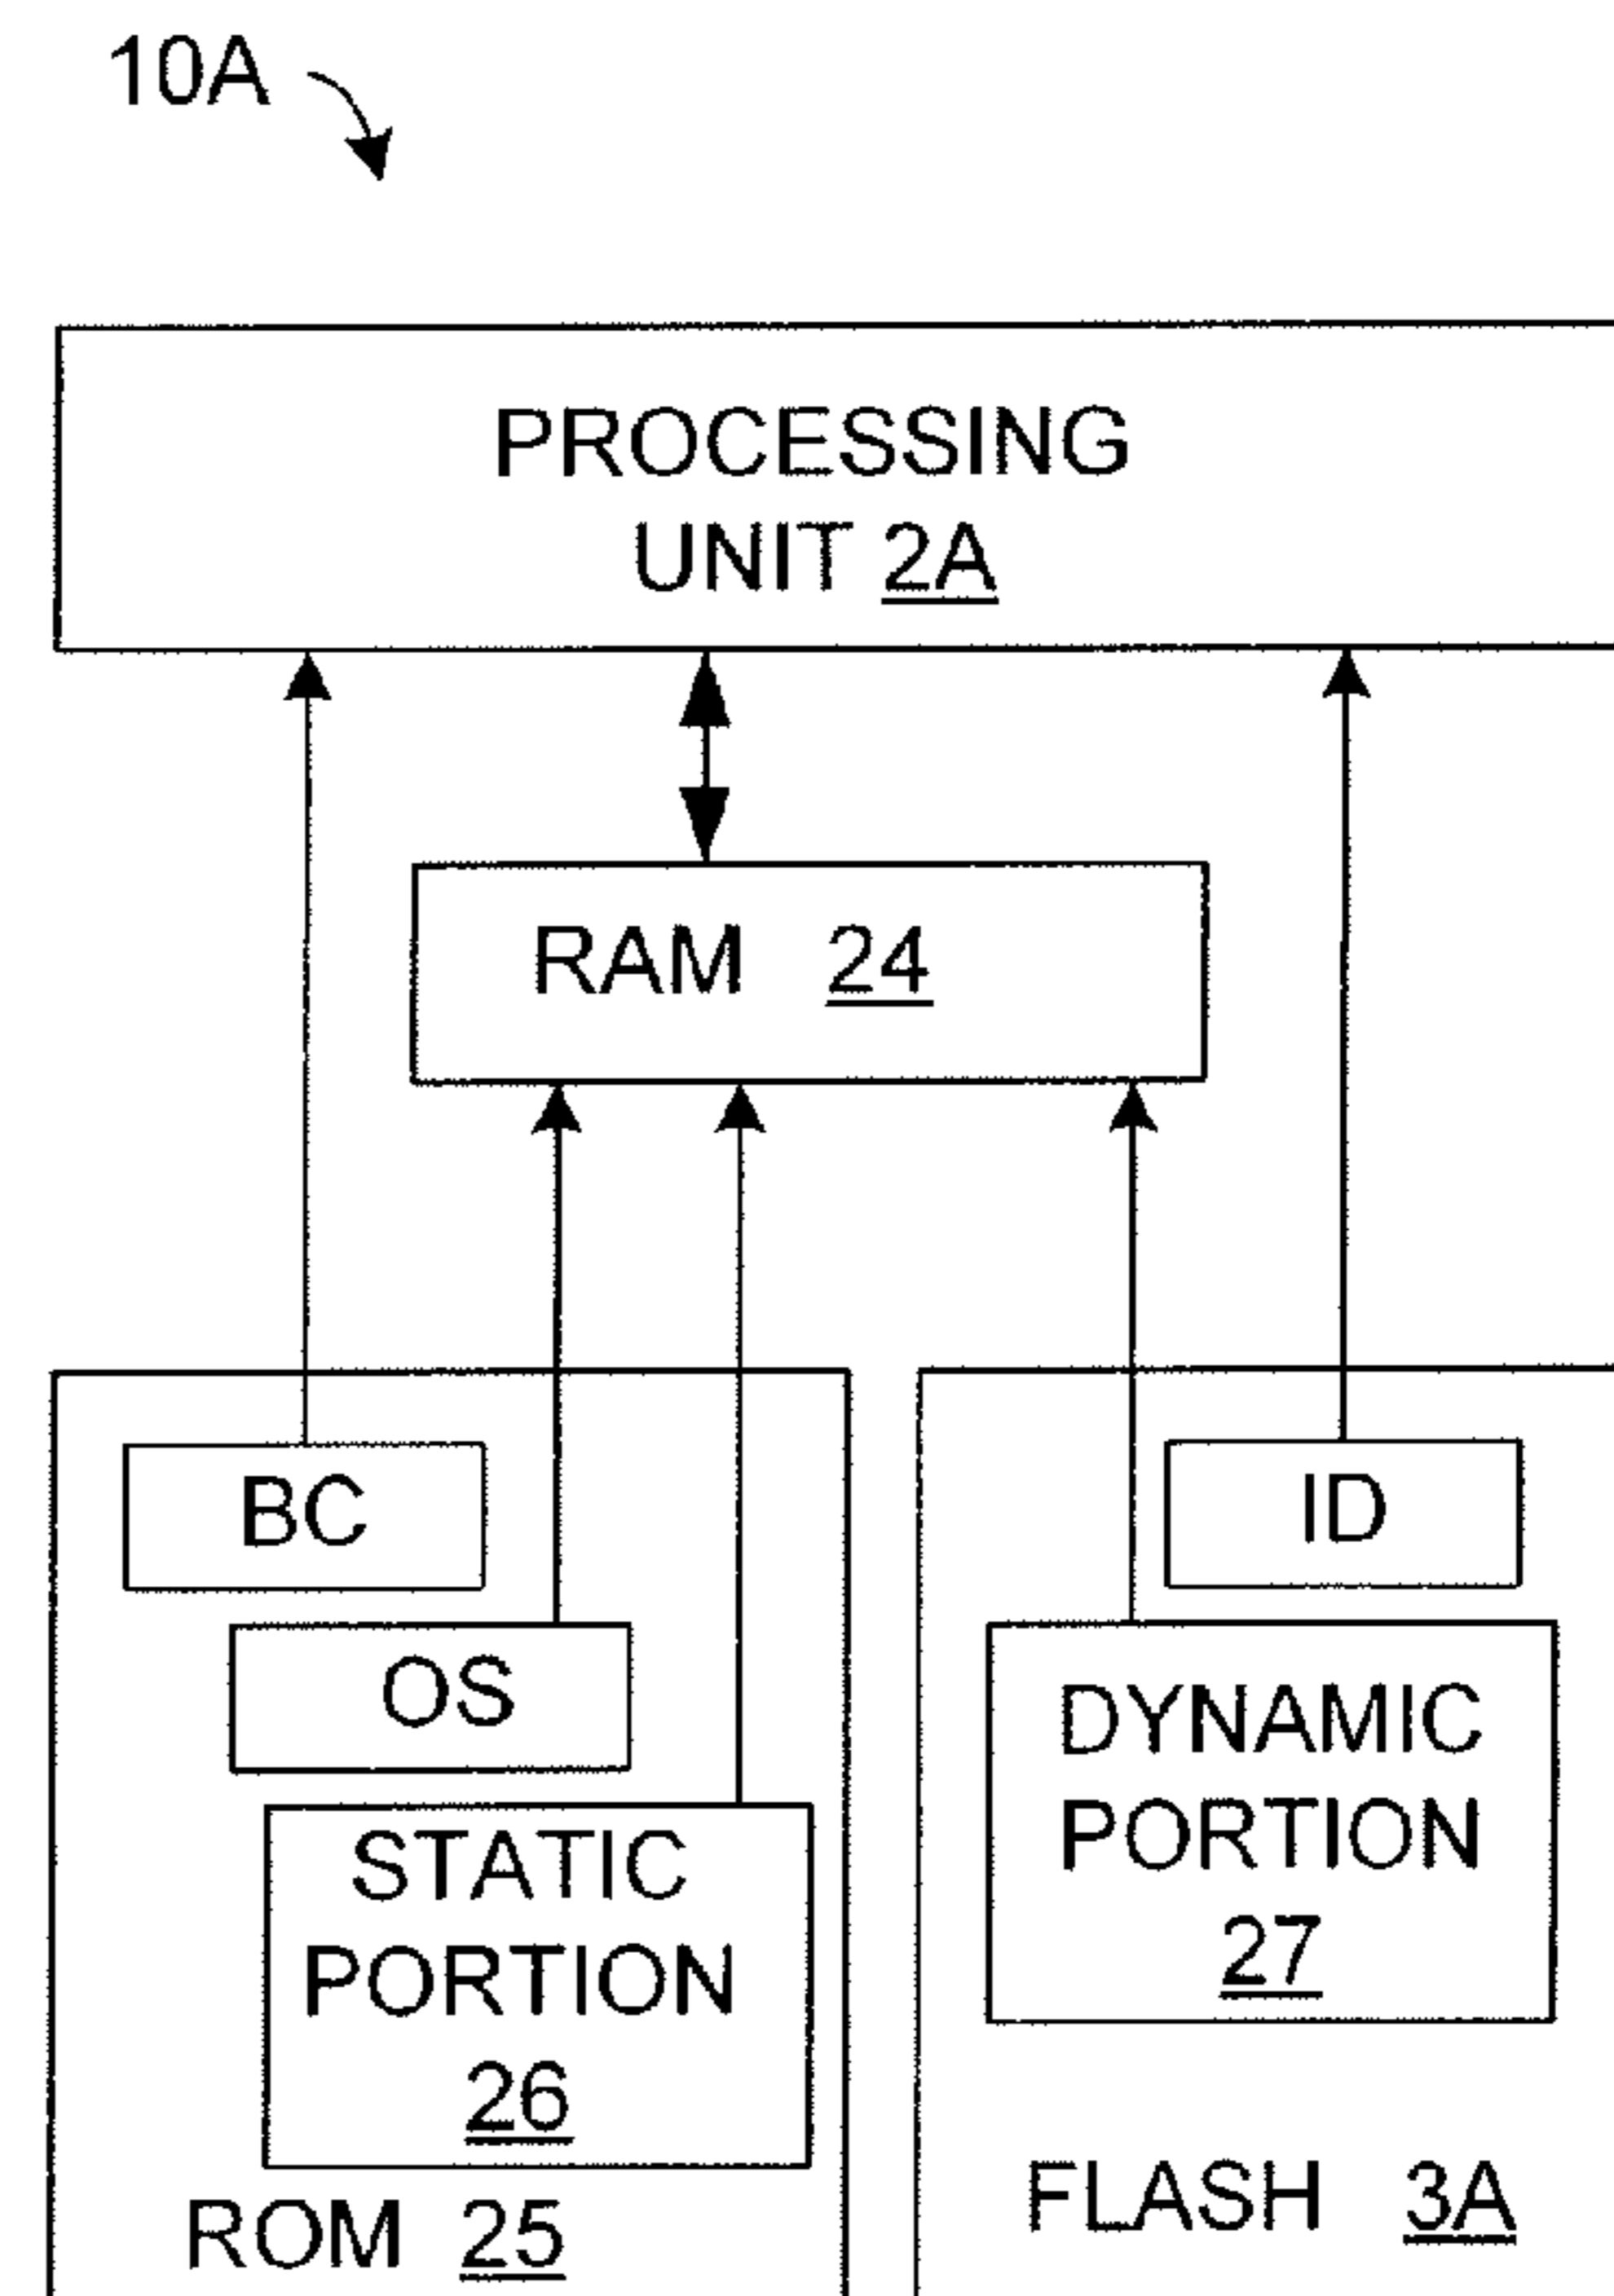 10A
PROCESSING
UNIT 2A
RAM 24
BC
OS
STATIC
PORTION
26
ROM 25
ID
DYNAMIC
PORTION
27
FLASH 3A